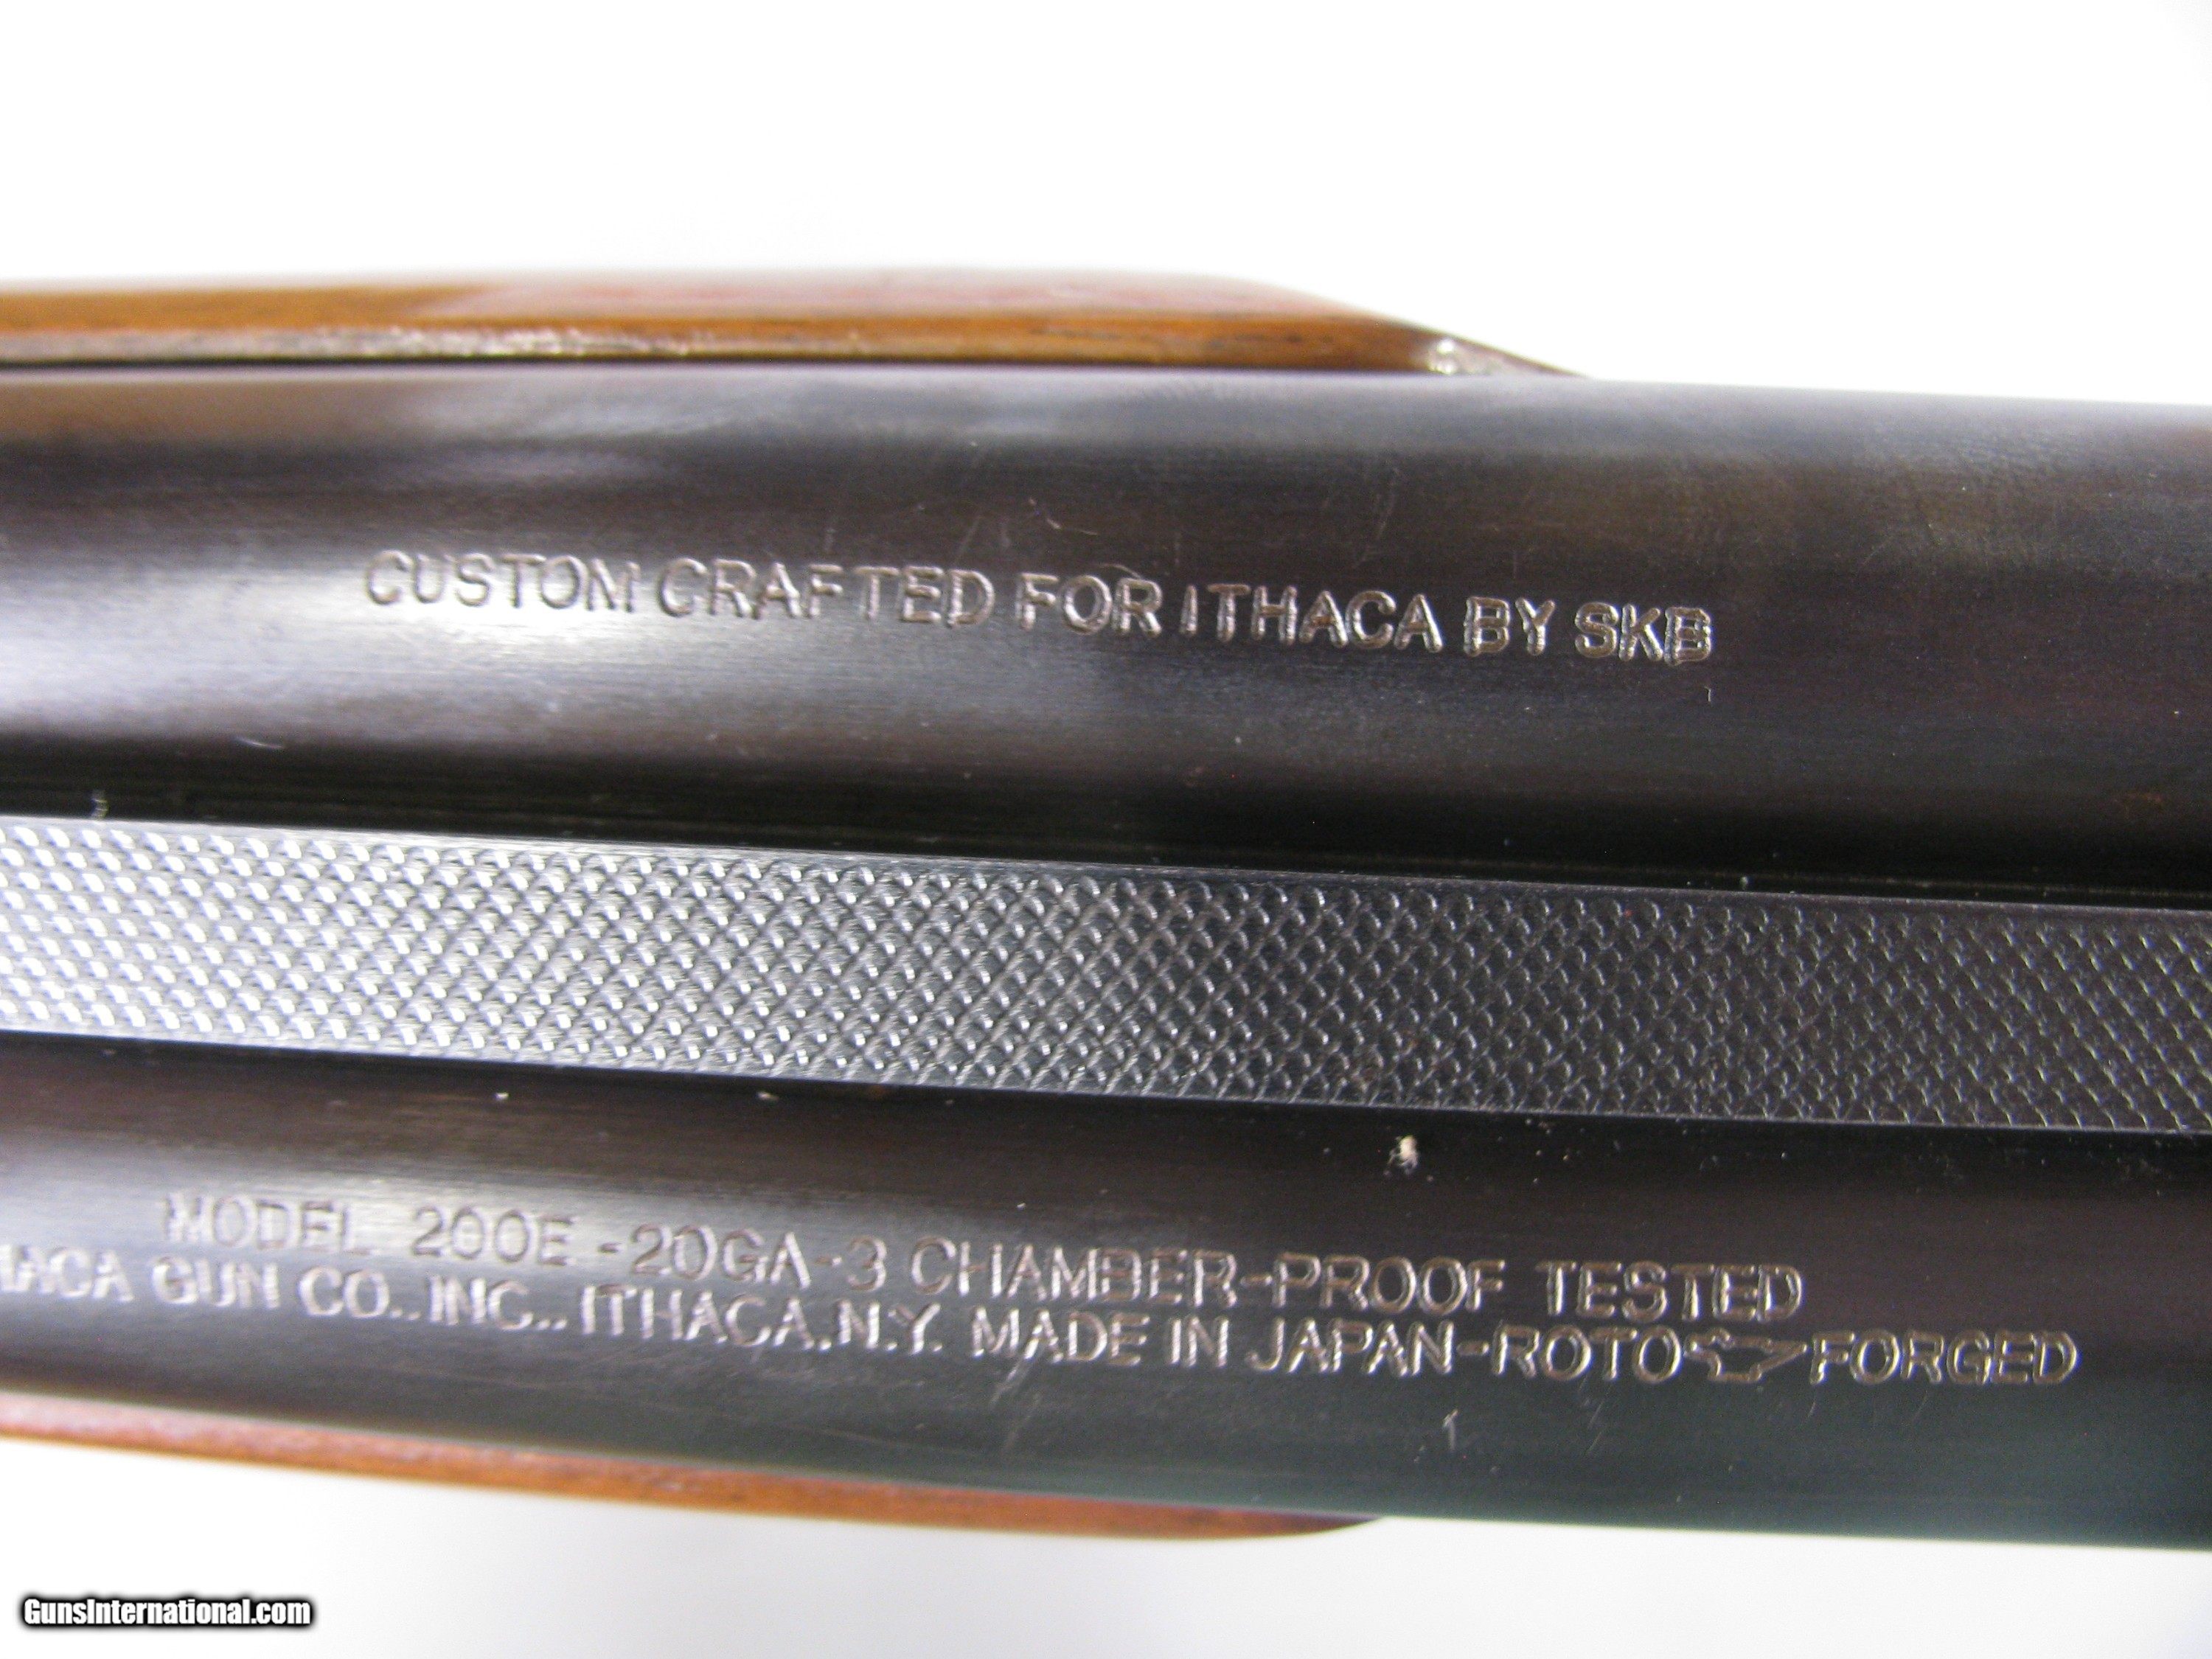 CUSTOM CRAFTED FOR ITHACA BY SKB
MODEL 200E -20GA-3 CHAMBER-PROOF TESTED
HACA GUN CO., INC., ITHACA, N.Y. MADE IN JAPAN-ROTO FORGED
GunsInternational.com